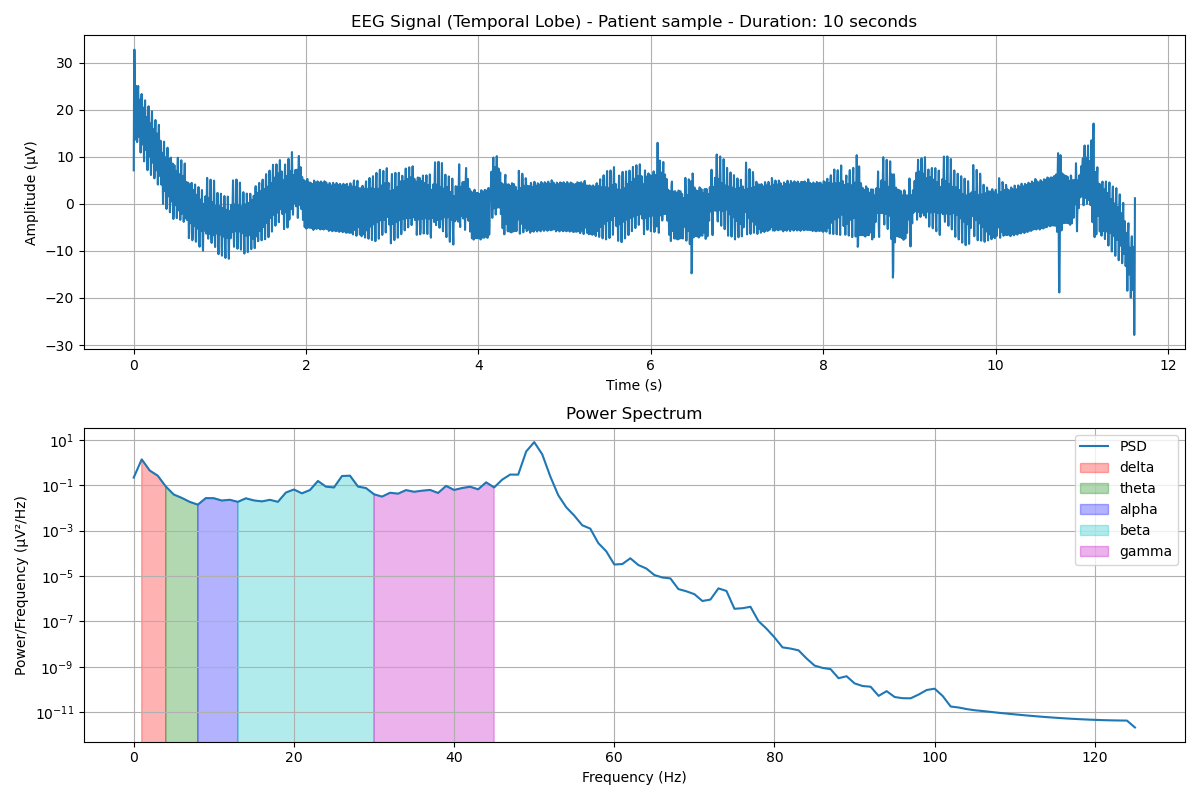 EEG Signal (Temporal Lobe) - Patient sample - Duration: 10 seconds
Amplitude (µV)
30
20
10
0
−10
−20
−30
0 2 4 6 8 10 12
Time (s)
Power Spectrum
Power/Frequency (µV²/Hz)
10¹
10⁻¹
10⁻³
10⁻⁵
10⁻⁷
10⁻⁹
10⁻¹¹
PSD
delta
theta
alpha
beta
gamma
0 20 40 60 80 100 120
Frequency (Hz)